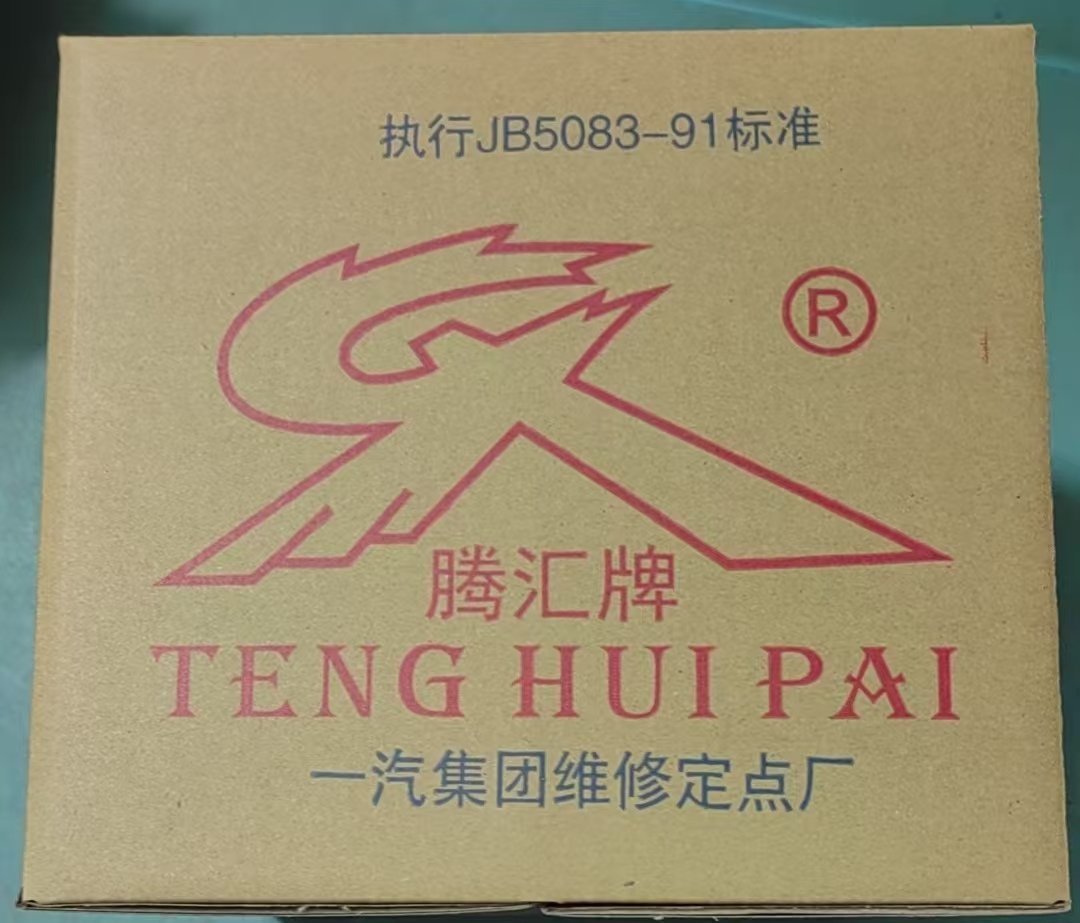 执行JB5083-91标准
®
腾汇牌
TENG HUI PAI
一汽集团维修定点厂